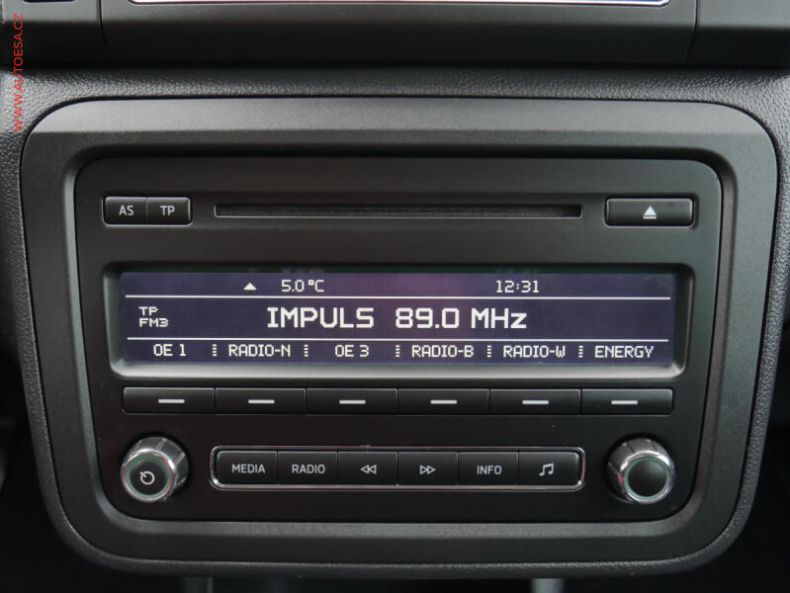 WWW.AUTOESA.CZ
AS TP
5.0°C 12:31
TP
FM3
IMPULS 89.0 MHz
OE 1 RADIO-N OE 3 RADIO-B RADIO-W ENERGY
MEDIA RADIO INFO